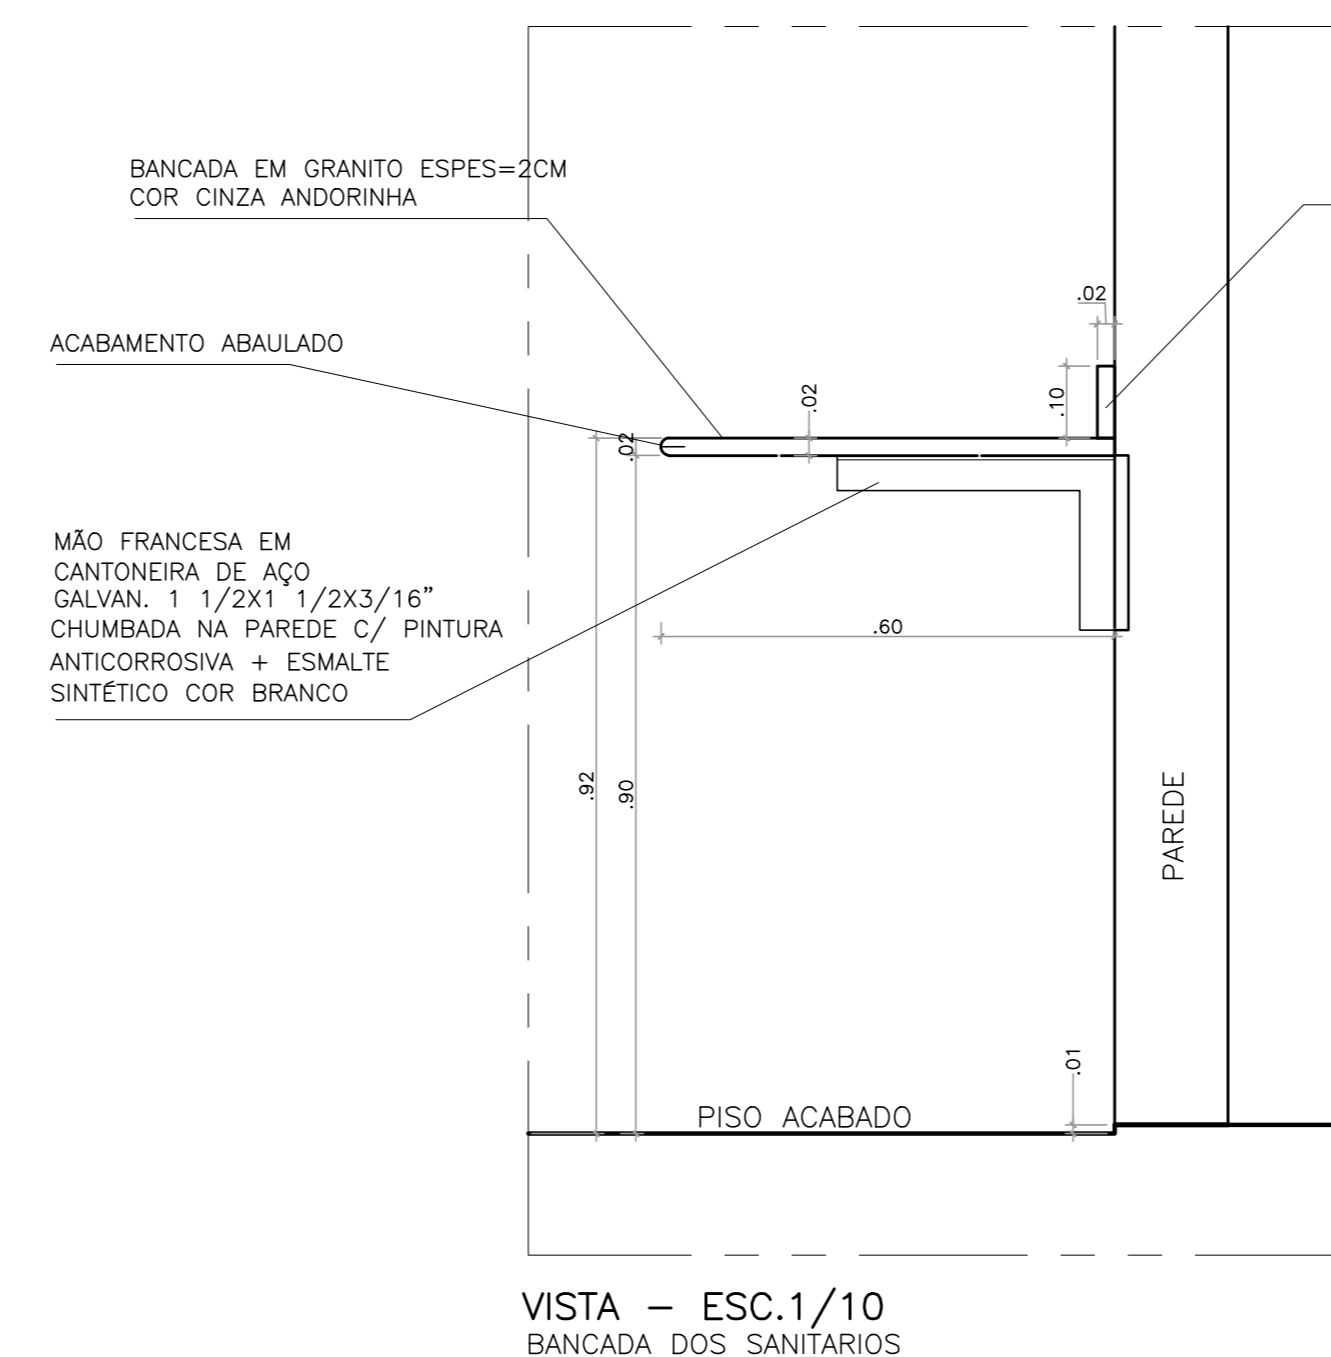 BANCADA EM GRANITO ESPES=2CM
COR CINZA ANDORINHA
.02
ACABAMENTO ABAULADO
.02
.10
.02
MÃO FRANCESA EM
CANTONEIRA DE AÇO
GALVAN. 1 1/2X1 1/2X3/16”
CHUMBADA NA PAREDE C/ PINTURA
ANTICORROSIVA + ESMALTE
SINTÉTICO COR BRANCO
.60
.92
.90
PAREDE
.01
PISO ACABADO
VISTA – ESC.1/10
BANCADA DOS SANITARIOS